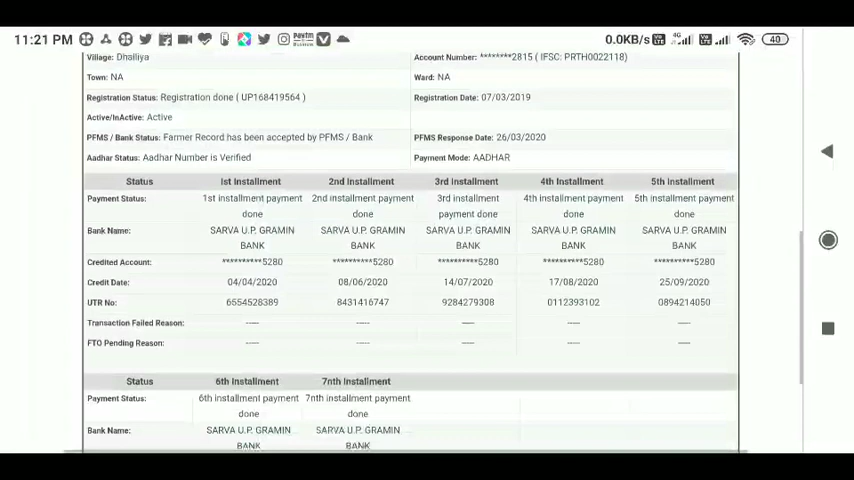 11:21 PM 0.0KB/s 4G 40
Village: Dhalliya Account Number: ********2815 ( IFSC: PRTH0022118)
Town: NA Ward: NA
Registration Status: Registration done ( UP168419564 ) Registration Date: 07/03/2019
Active/InActive: Active
PFMS / Bank Status: Farmer Record has been accepted by PFMS / Bank PFMS Response Date: 26/03/2020
Aadhar Status: Aadhar Number is Verified Payment Mode: AADHAR
Status 1st Installment 2nd Installment 3rd Installment 4th Installment 5th Installment
Payment Status: 1st installment payment 2nd installment payment 3rd installment 4th installment payment 5th installment payment
done done payment done done done
Bank Name: SARVA U.P. GRAMIN SARVA U.P. GRAMIN SARVA U.P. GRAMIN SARVA U.P. GRAMIN SARVA U.P. GRAMIN
BANK BANK BANK BANK BANK
Credited Account: **********5280 **********5280 **********5280 **********5280 **********5280
Credit Date: 04/04/2020 08/06/2020 14/07/2020 17/08/2020 25/09/2020
UTR No: 6554528389 8431416747 9284279308 0112393102 0894214050
Transaction Failed Reason: ----- ----- ----- ----- -----
FTO Pending Reason: ----- ----- ----- ----- -----
Status 6th Installment 7nth Installment
Payment Status: 6th installment payment 7nth installment payment
done done
Bank Name: SARVA U.P. GRAMIN SARVA U.P. GRAMIN
BANK BANK